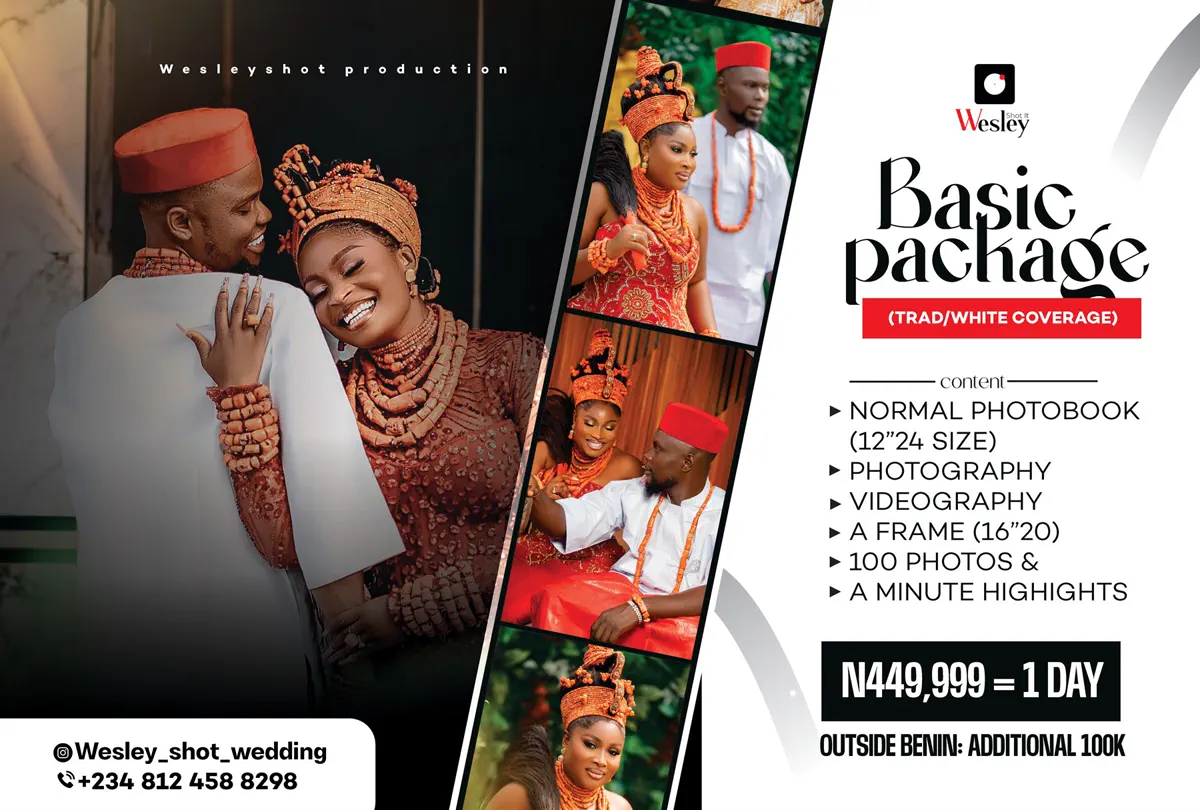 Wesleyshot production
Shot It
Wesley
Basic
package
(TRAD/WHITE COVERAGE)
content
NORMAL PHOTOBOOK
(12”24 SIZE)
PHOTOGRAPHY
VIDEOGRAPHY
A FRAME (16”20)
100 PHOTOS &
A MINUTE HIGHIGHTS
N449,999 = 1 DAY
OUTSIDE BENIN: ADDITIONAL 100K
Wesley_shot_wedding
+234 812 458 8298